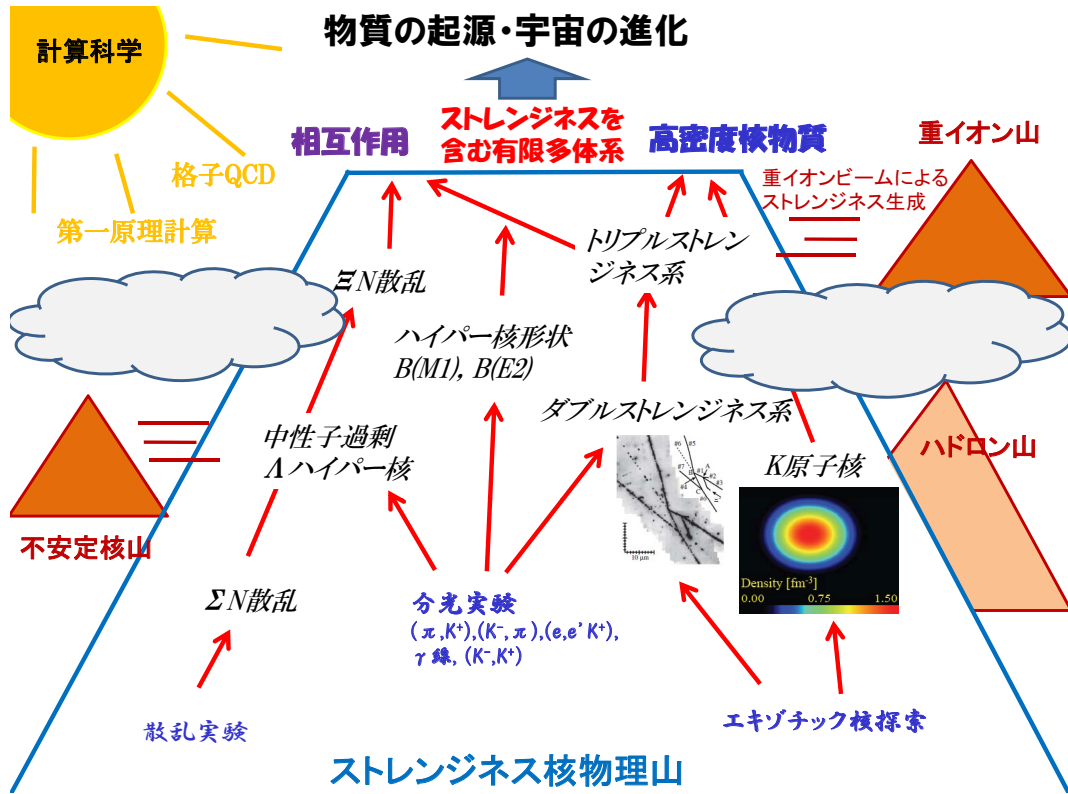 物質の起源・宇宙の進化
計算科学
相互作用
ストレンジネスを
含む有限多体系
高密度核物質
重イオン山
格子QCD
第一原理計算
重イオンビームによる
ストレンジネス生成
トリプルストレン
ジネス系
ΞN散乱
ハイパー核形状
B(M1), B(E2)
ダブルストレンジネス系
中性子過剰
Λハイパー核
K原子核
ハドロン山
不安定核山
#6 #5
#7
#1
#2
#3
#4
10 μm
Density [fm-3]
0.00 0.75 1.50
ΣN散乱
分光実験
(π,K+),(K-,π),(e,e’K+),
γ線, (K-,K+)
散乱実験
エキゾチック核探索
ストレンジネス核物理山